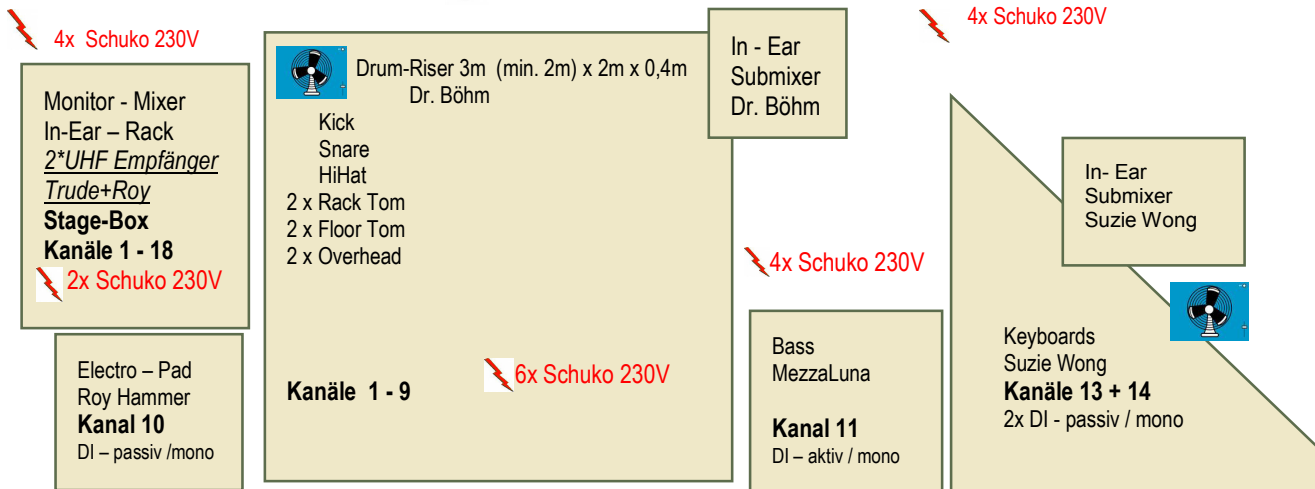 4x Schuko 230V
Monitor - Mixer
In-Ear – Rack
2*UHF Empfänger
Trude+Roy
Stage-Box
Kanäle 1 - 18
2x Schuko 230V
Electro – Pad
Roy Hammer
Kanal 10
DI – passiv /mono
Drum-Riser 3m (min. 2m) x 2m x 0,4m
Dr. Böhm
Kick
Snare
HiHat
2 x Rack Tom
2 x Floor Tom
2 x Overhead
Kanäle 1 - 9
6x Schuko 230V
In - Ear
Submixer
Dr. Böhm
4x Schuko 230V
Bass
MezzaLuna
Kanal 11
DI – aktiv / mono
4x Schuko 230V
In- Ear
Submixer
Suzie Wong
Keyboards
Suzie Wong
Kanäle 13 + 14
2x DI - passiv / mono